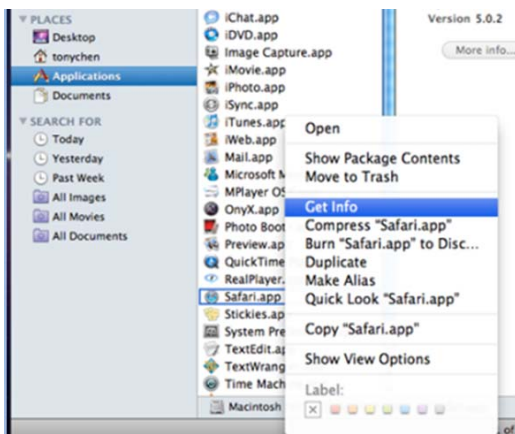 PLACES
Desktop
tonychen
Applications
Documents
SEARCH FOR
Today
Yesterday
Past Week
All Images
All Movies
All Documents
iChat.app
iDVD.app
Image Capture.app
iMovie.app
iPhoto.app
iSync.app
iTunes.app
iWeb.app
Mail.app
Microsoft M
MPlayer OS
OnyX.app
Photo Boot
Preview.ap
QuickTime
RealPlayer.
Safari.app
Stickies.ap
System Pre
TextEdit.ap
TextWrang
Time Mach
Macintosh
Version 5.0.2
More info...
Open
Show Package Contents
Move to Trash
Get Info
Compress "Safari.app"
Burn "Safari.app" to Disc...
Duplicate
Make Alias
Quick Look "Safari.app"
Copy "Safari.app"
Show View Options
Label:
of